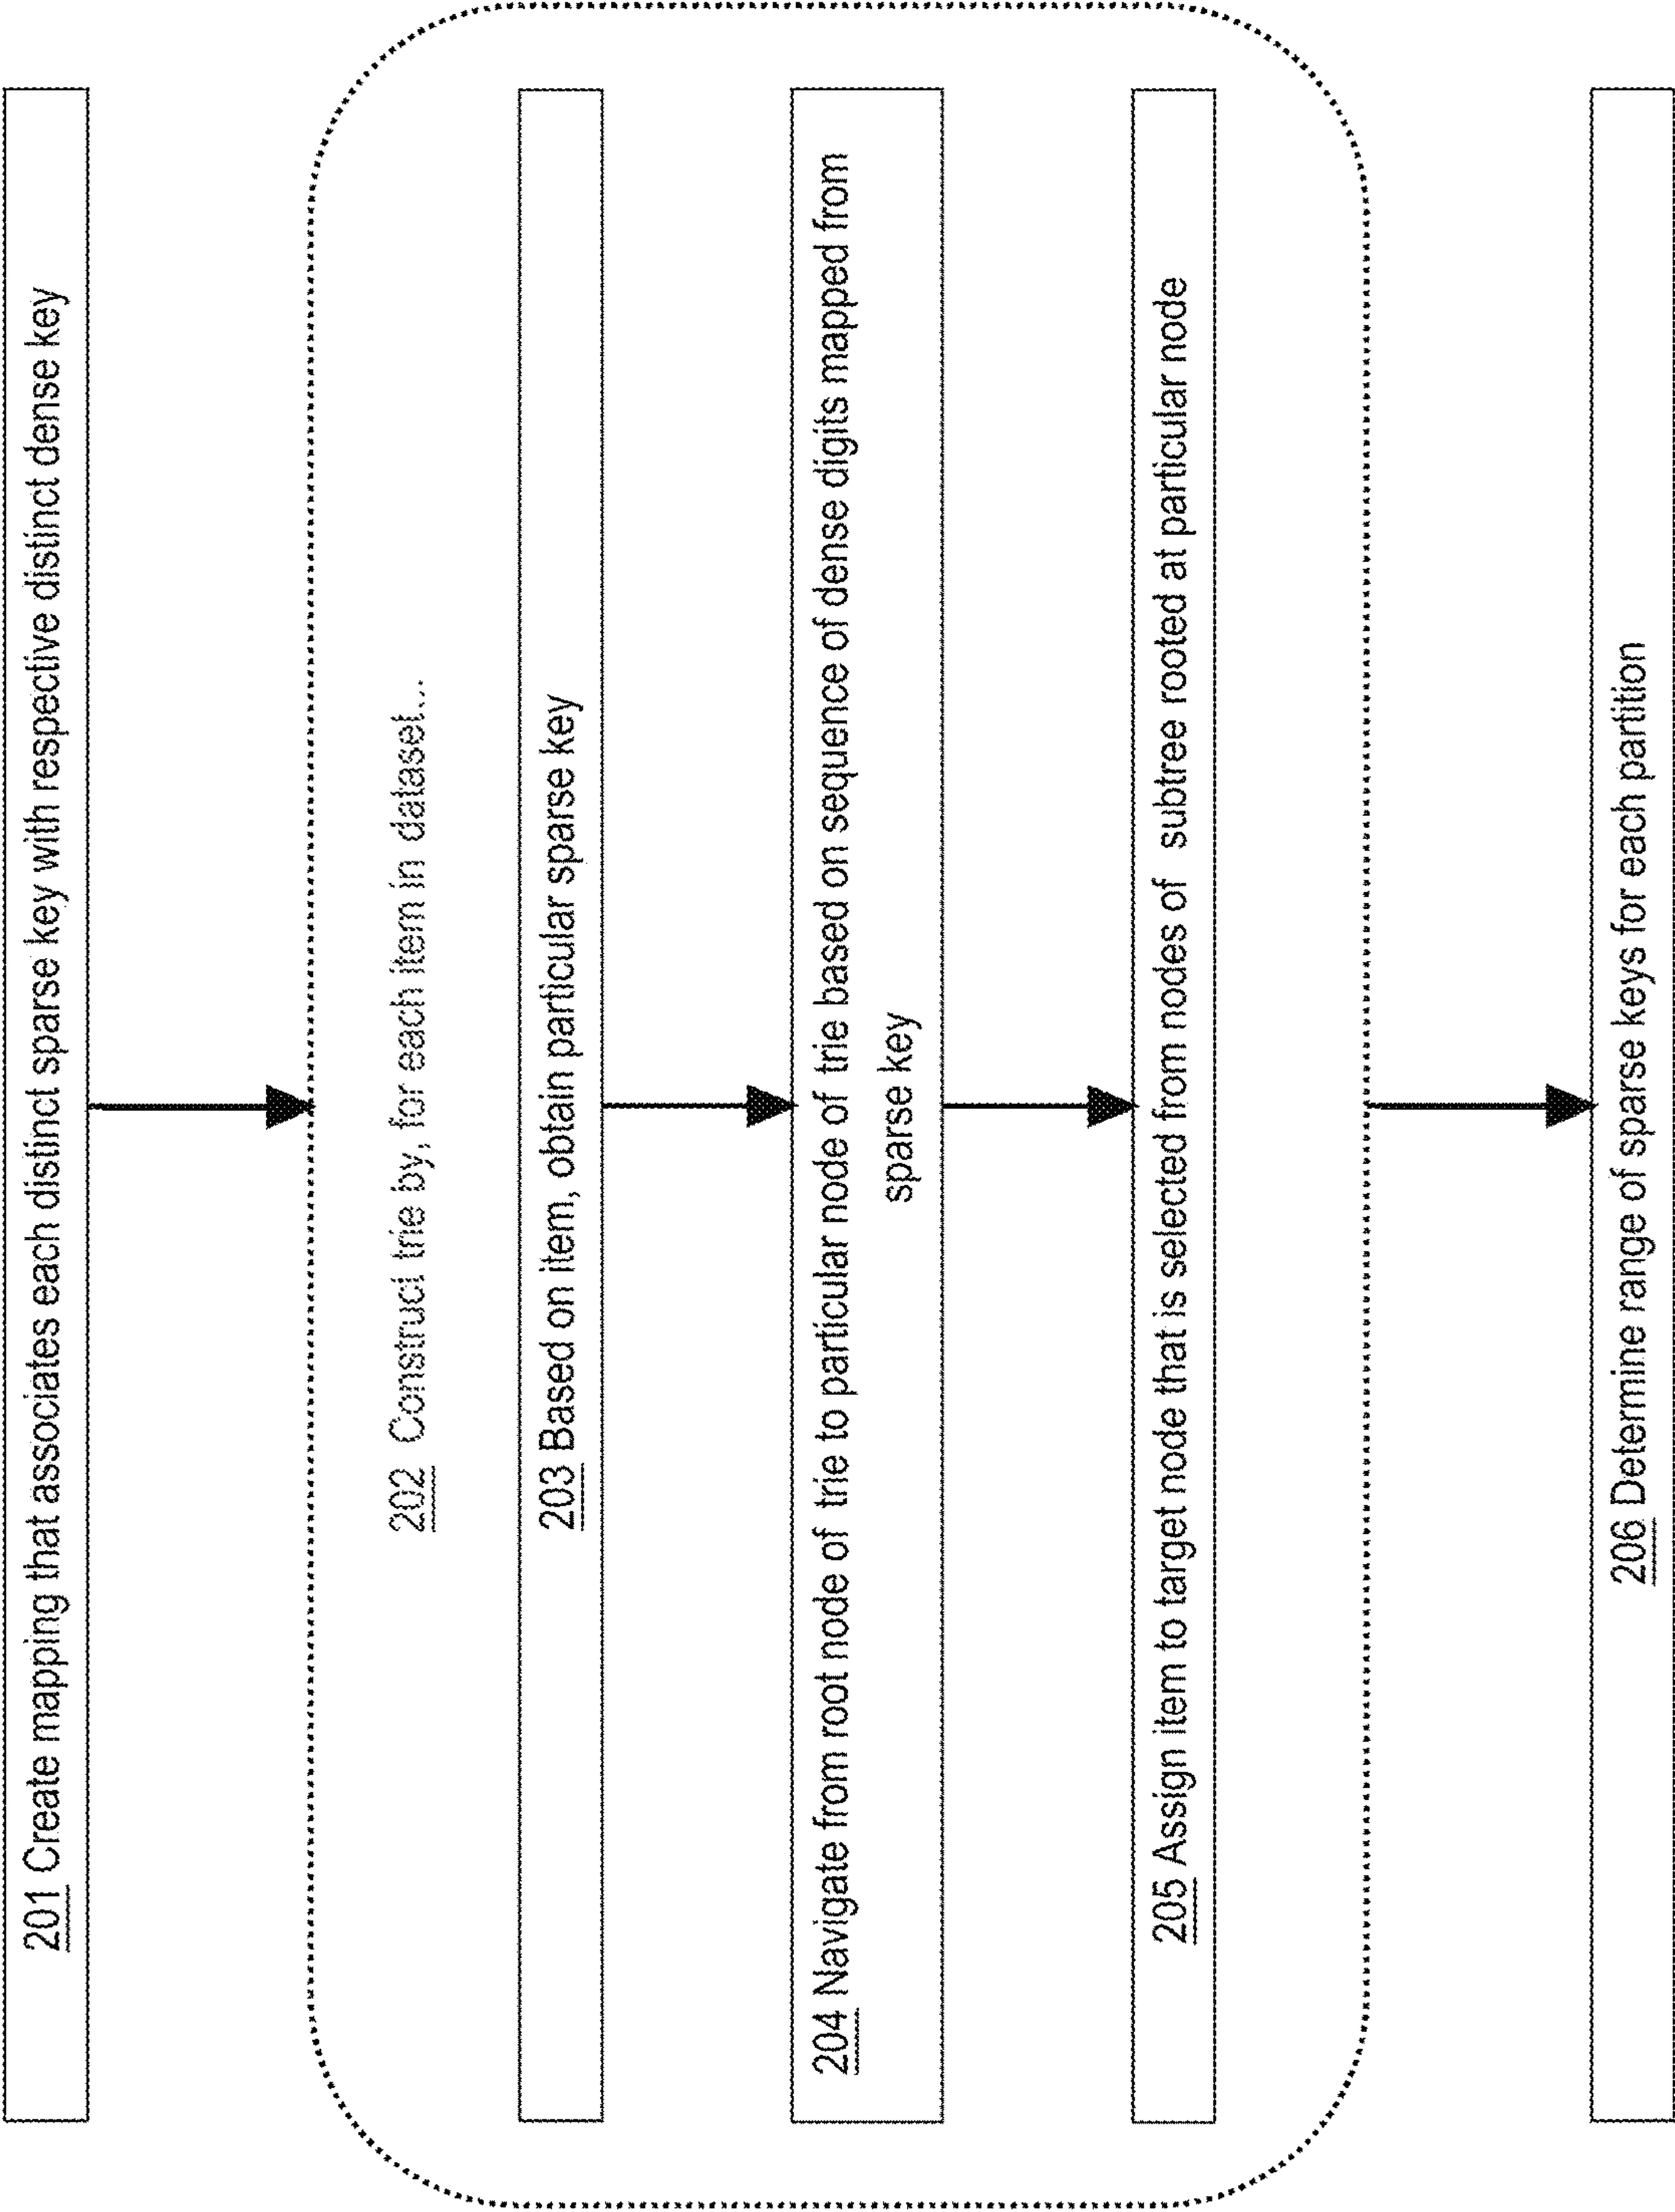 201 Create mapping that associates each distinct sparse key with respective distinct dense key
202 Construct trie by, for each item in dataset...
203 Based on item, obtain particular sparse key
204 Navigate from root node of trie to particular node of trie based on sequence of dense digits mapped from
sparse key
205 Assign item to target node that is selected from nodes of subtree rooted at particular node
206 Determine range of sparse keys for each partition